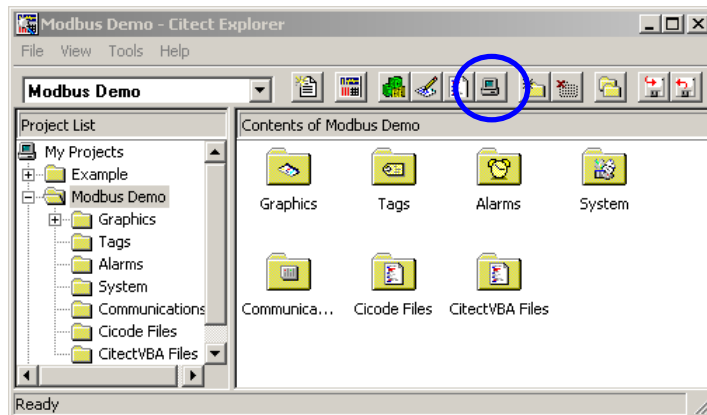 Modbus Demo - Citect Explorer
File View Tools Help
Modbus Demo
Project List
Contents of Modbus Demo
My Projects
Example
Modbus Demo
Graphics
Tags
Alarms
System
Communications
Cicode Files
CitectVBA Files
Graphics Tags Alarms System
Communica... Cicode Files CitectVBA Files
Ready